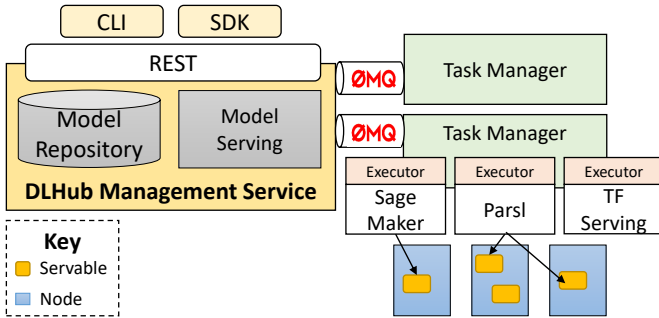 CLI
SDK
REST
ØMQ
Task Manager
Model
Repository
Model
Serving
ØMQ
Task Manager
DLHub Management Service
Executor
Executor
Executor
Sage
Maker
Parsl
TF
Serving
Key
Servable
Node